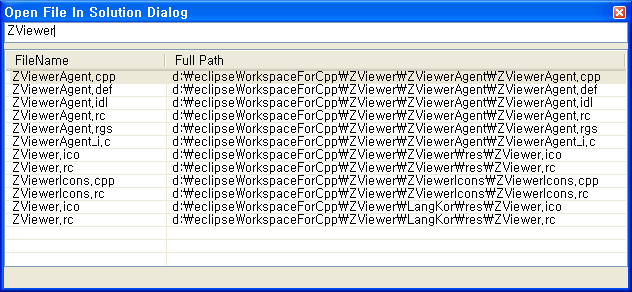 Open File In Solution Dialog
ZViewer
FileName Full Path
ZViewerAgent.cpp d:₩eclipseWorkspaceForCpp₩ZViewer₩ZViewerAgent₩ZViewerAgent.cpp
ZViewerAgent.def d:₩eclipseWorkspaceForCpp₩ZViewer₩ZViewerAgent₩ZViewerAgent.def
ZViewerAgent.idl d:₩eclipseWorkspaceForCpp₩ZViewer₩ZViewerAgent₩ZViewerAgent.idl
ZViewerAgent.rc d:₩eclipseWorkspaceForCpp₩ZViewer₩ZViewerAgent₩ZViewerAgent.rc
ZViewerAgent.rgs d:₩eclipseWorkspaceForCpp₩ZViewer₩ZViewerAgent₩ZViewerAgent.rgs
ZViewerAgent_i.c d:₩eclipseWorkspaceForCpp₩ZViewer₩ZViewerAgent₩ZViewerAgent_i.c
ZViewer.ico d:₩eclipseWorkspaceForCpp₩ZViewer₩ZViewer₩res₩ZViewer.ico
ZViewer.rc d:₩eclipseWorkspaceForCpp₩ZViewer₩ZViewer₩res₩ZViewer.rc
ZViewerIcons.cpp d:₩eclipseWorkspaceForCpp₩ZViewer₩ZViewerIcons₩ZViewerIcons.cpp
ZViewerIcons.rc d:₩eclipseWorkspaceForCpp₩ZViewer₩ZViewerIcons₩ZViewerIcons.rc
ZViewer.ico d:₩eclipseWorkspaceForCpp₩ZViewer₩LangKor₩res₩ZViewer.ico
ZViewer.rc d:₩eclipseWorkspaceForCpp₩ZViewer₩LangKor₩res₩ZViewer.rc